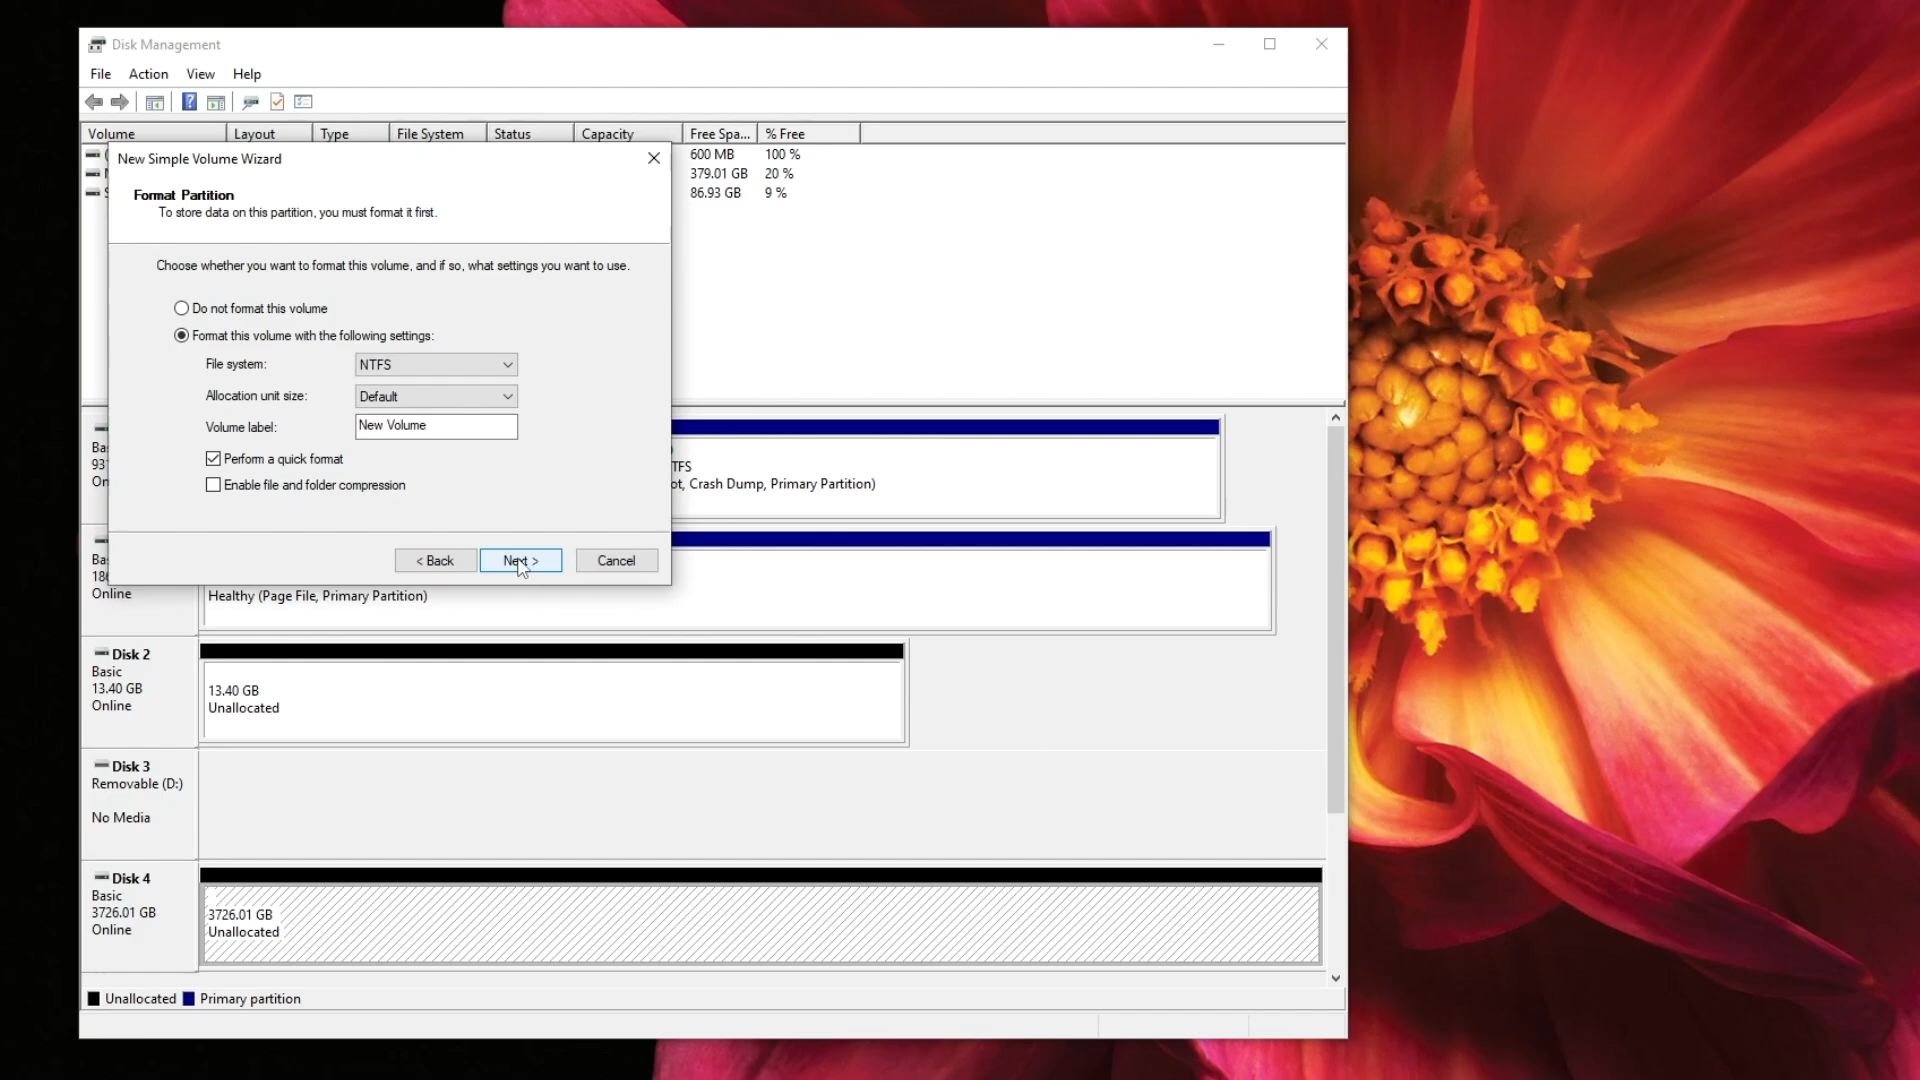 Disk Management
File Action View Help
Volume Layout Type File System Status Capacity Free Spa... % Free
600 MB 100 %
379.01 GB 20 %
86.93 GB 9 %
New Simple Volume Wizard
Format Partition
To store data on this partition, you must format it first.
Choose whether you want to format this volume, and if so, what settings you want to use.
Do not format this volume
Format this volume with the following settings:
File system: NTFS
Allocation unit size: Default
Volume label: New Volume
Perform a quick format
Enable file and folder compression
< Back Next > Cancel
TFS
ot, Crash Dump, Primary Partition)
Online
Healthy (Page File, Primary Partition)
Disk 2
Basic
13.40 GB
Online
13.40 GB
Unallocated
Disk 3
Removable (D:)
No Media
Disk 4
Basic
3726.01 GB
Online
3726.01 GB
Unallocated
Unallocated Primary partition